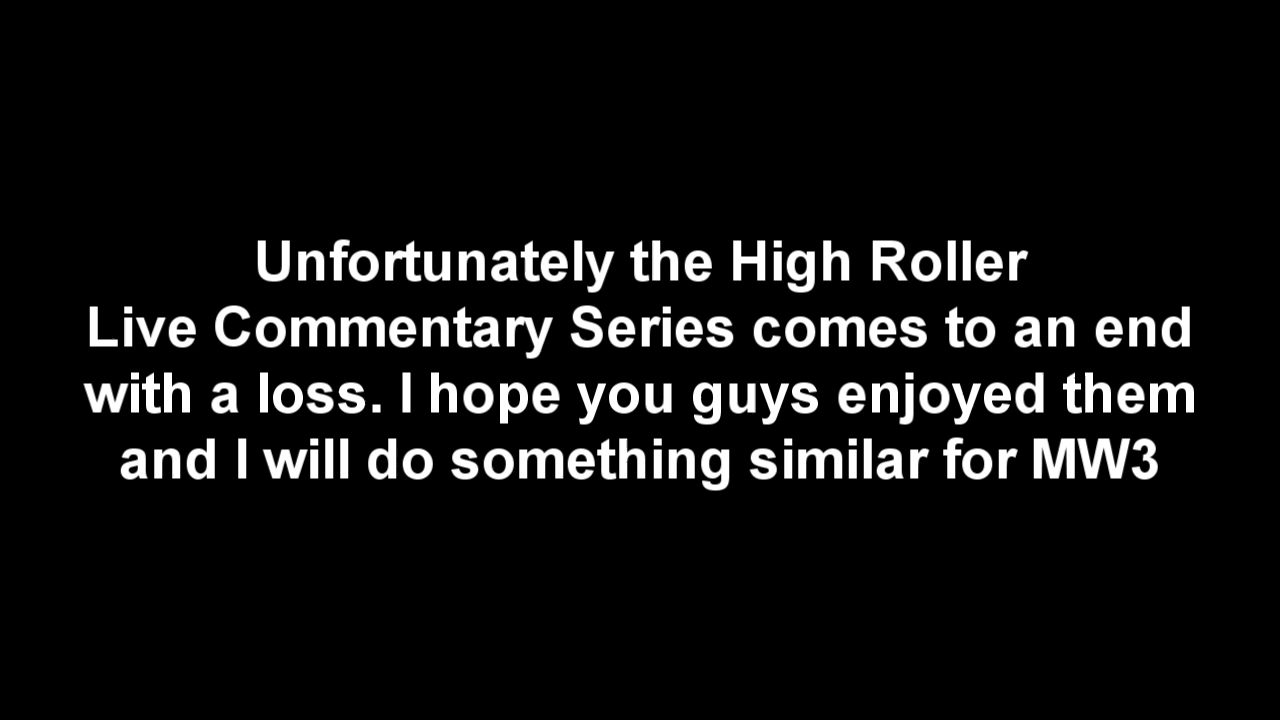 Unfortunately the High Roller
Live Commentary Series comes to an end
with a loss. I hope you guys enjoyed them
and I will do something similar for MW3